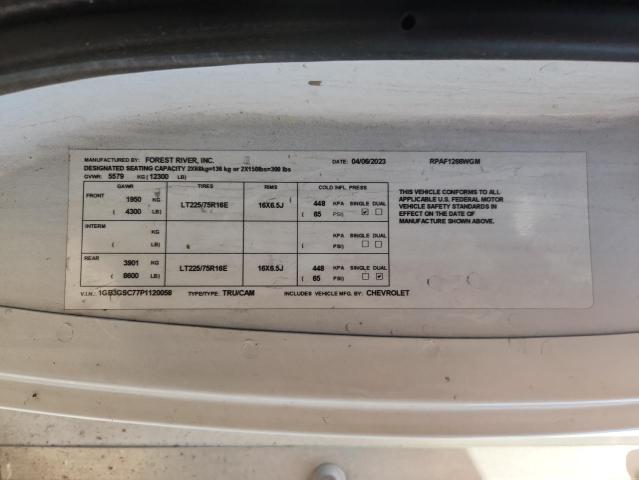 MANUFACTURED BY: FOREST RIVER, INC. DATE: 04/06/2023 RPAF1288WGM
DESIGNATED SEATING CAPACITY 2X68kg=136 kg or 2X150lbs=300 lbs
GVWR: 5579 KG (12300 LB)
GAWR TIRES RIMS COLD INFL. PRESS
FRONT 1950 KG LT225/75R16E 16X6.5J 448 KPA SINGLE DUAL
( 4300 LB) ( 65 PSI)
INTERM KG KPA SINGLE DUAL
( LB) ( PSI)
REAR 3901 KG LT225/75R16E 16X6.5J 448 KPA SINGLE DUAL
( 8600 LB) ( 65 PSI)
THIS VEHICLE CONFORMS TO ALL
APPLICABLE U.S. FEDERAL MOTOR
VEHICLE SAFETY STANDARDS IN
EFFECT ON THE DATE OF
MANUFACTURE SHOWN ABOVE.
V.I.N.: 1GB3GSC77P1120058 TYPE/TYPE: TRU/CAM INCLUDES VEHICLE MFG. BY: CHEVROLET